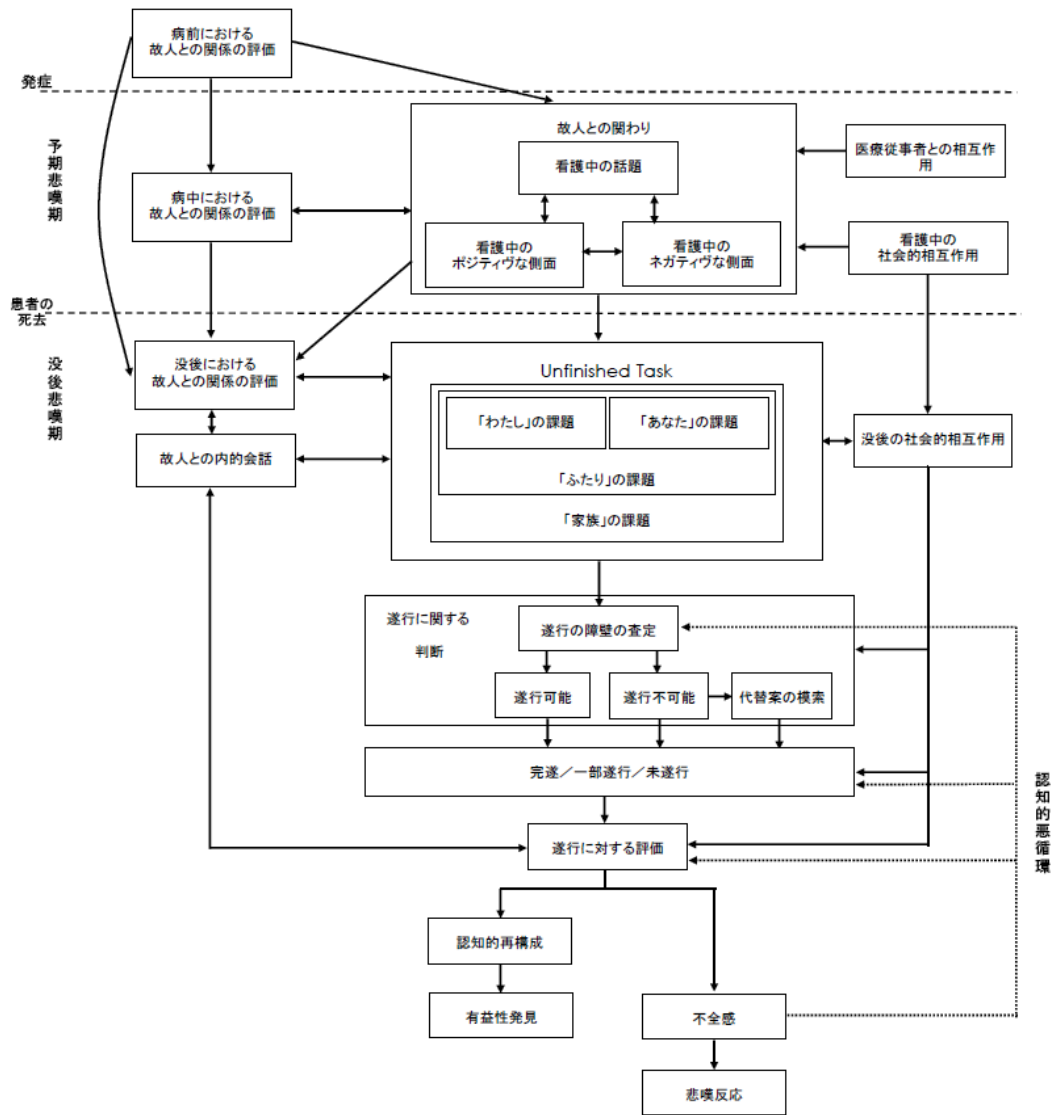 病前における
故人との関係の評価
発症
故人との関わり
医療従事者との相互作
用
予期悲嘆期
看護中の話題
病中における
故人との関係の評価
看護中の
ポジティヴな側面
看護中の
ネガティヴな側面
看護中の
社会的相互作用
患者の
死去
没後悲嘆期
没後における
故人との関係の評価
Unfinished Task
「わたし」の課題
「あなた」の課題
没後の社会的相互作用
故人との内的会話
「ふたり」の課題
「家族」の課題
遂行に関する
判断
遂行の障壁の査定
遂行可能
遂行不可能
代替案の模索
完遂／一部遂行／未遂行
認知的悪循環
遂行に対する評価
認知的再構成
有益性発見
不全感
悲嘆反応